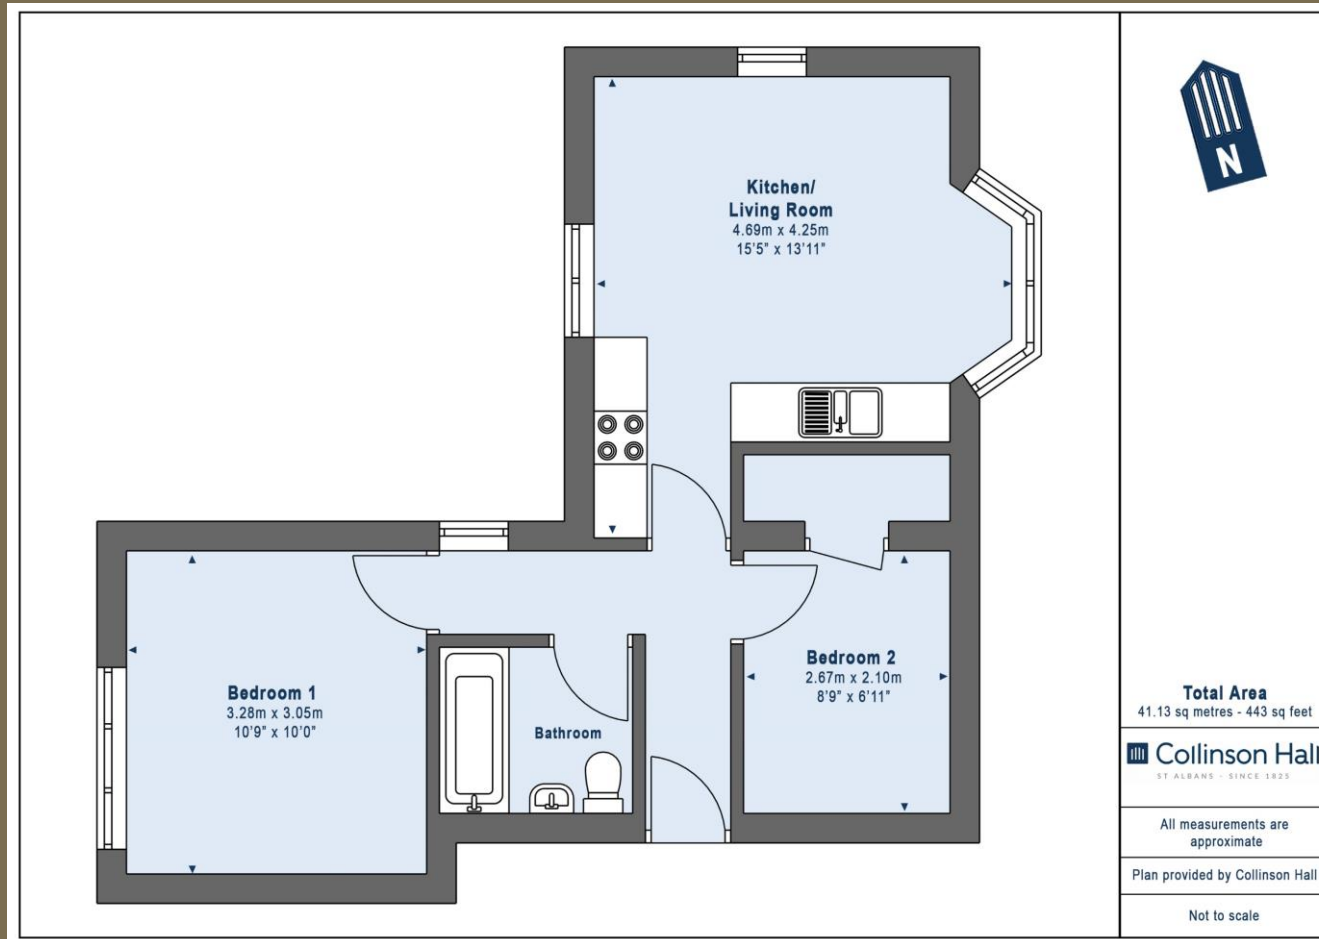 Kitchen/
Living Room
4.69m x 4.25m
15'5" x 13'11"
N
Bedroom 1
3.28m x 3.05m
10'9" x 10'0"
Bathroom
Bedroom 2
2.67m x 2.10m
8'9" x 6'11"
Total Area
41.13 sq metres - 443 sq feet
Collinson Hall
ST ALBANS - SINCE 1825
All measurements are
approximate
Plan provided by Collinson Hall
Not to scale